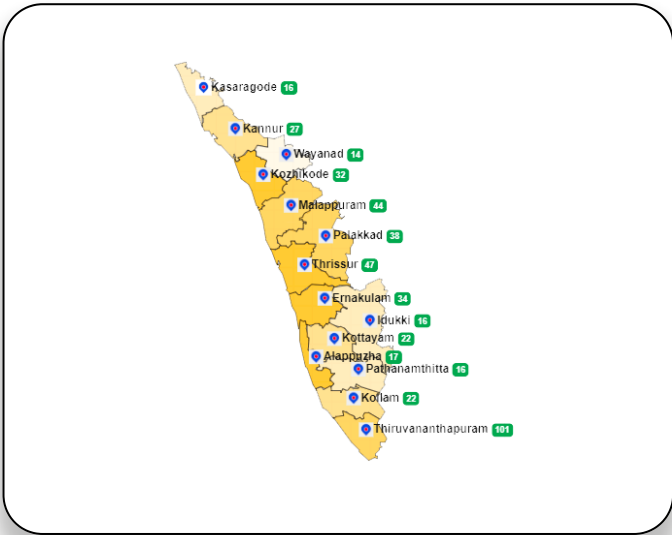 Kasaragode 16
Kannur 27
Wayanad 14
Kozhikode 32
Malappuram 44
Palakkad 38
Thrissur 47
Ernakulam 34
Idukki 16
Kottayam 22
Alappuzha 17
Pathanamthitta 16
Kollam 22
Thiruvananthapuram 101